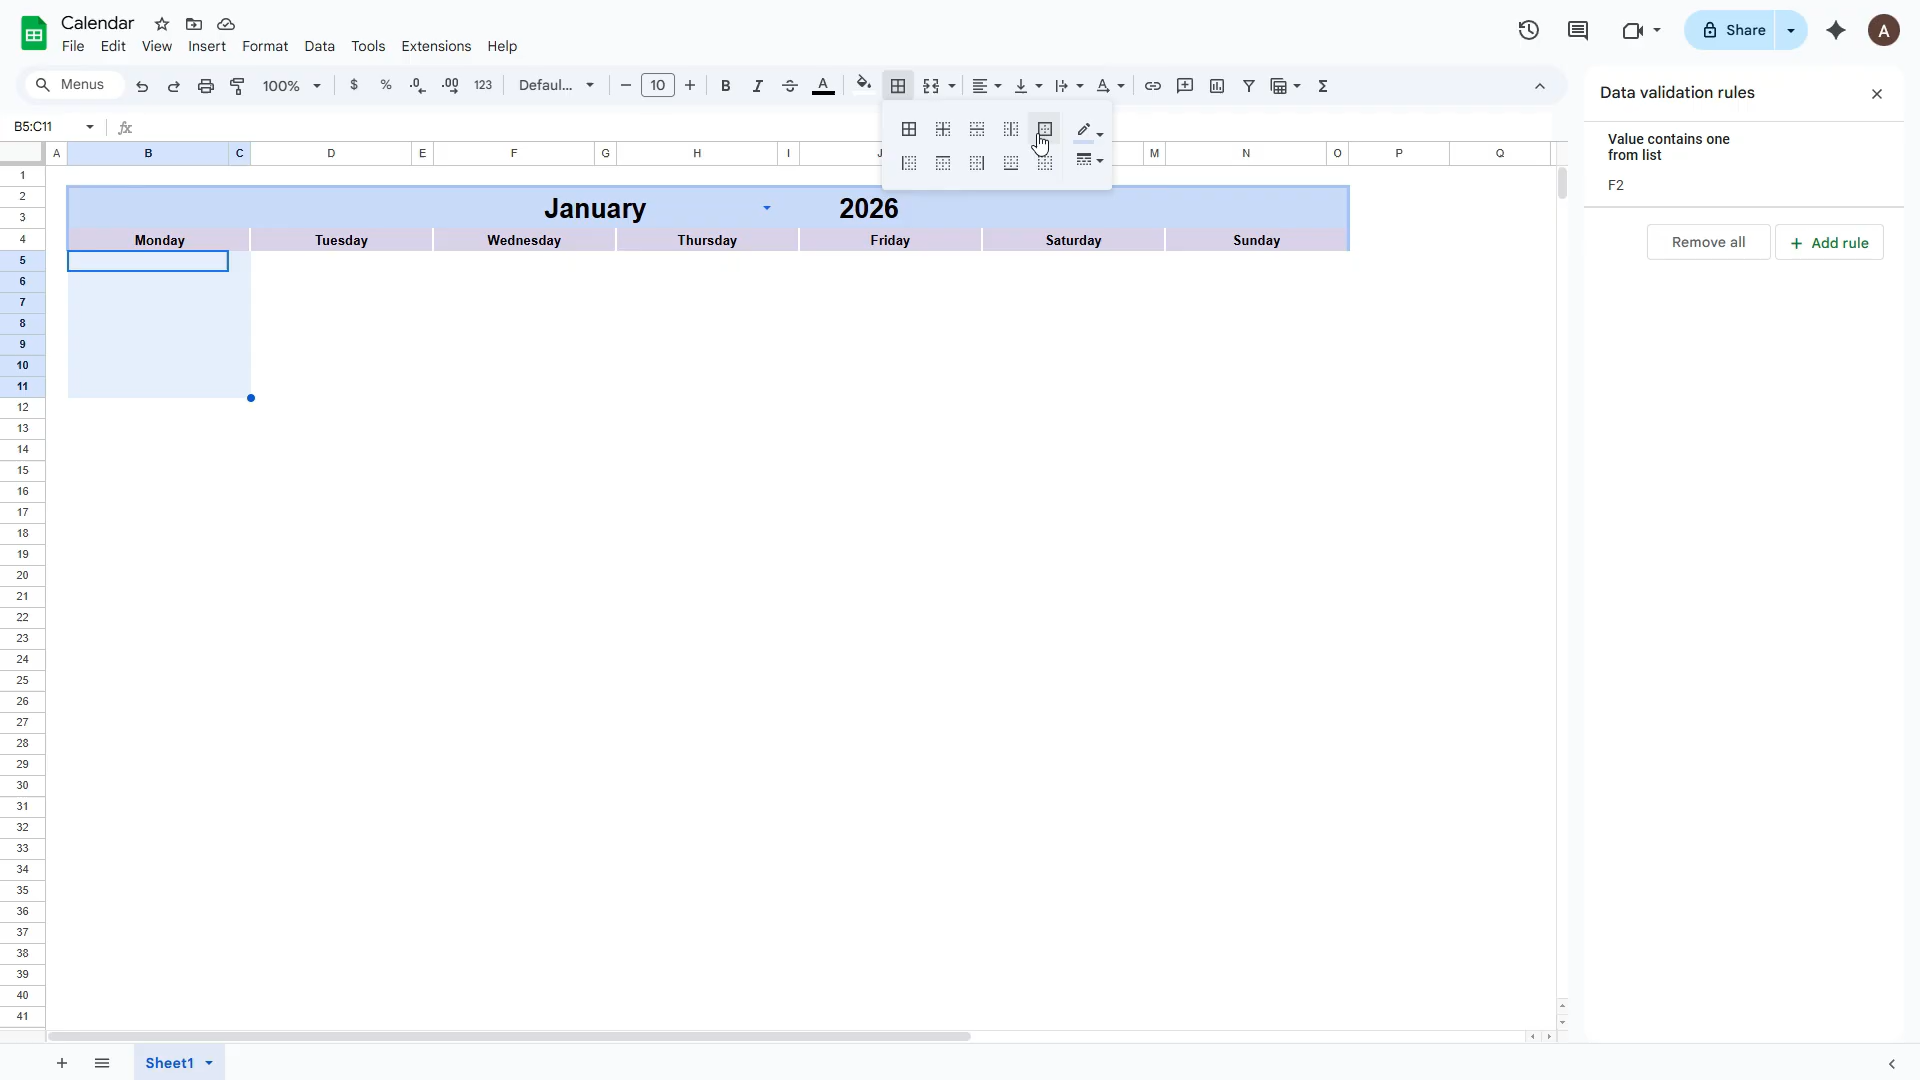 Calendar
File Edit View Insert Format Data Tools Extensions Help
Share
A
Menus 100% $ % .0 .00 123 Defaul... 10 B I A
Data validation rules
B5:C11 fx
Value contains one
from list
F2
Remove all Add rule
A B C D E F G H I J M N O P Q
1
2
3
January 2026
4 Monday Tuesday Wednesday Thursday Friday Saturday Sunday
5
6
7
8
9
10
11
12
13
14
15
16
17
18
19
20
21
22
23
24
25
26
27
28
29
30
31
32
33
34
35
36
37
38
39
40
41
Sheet1